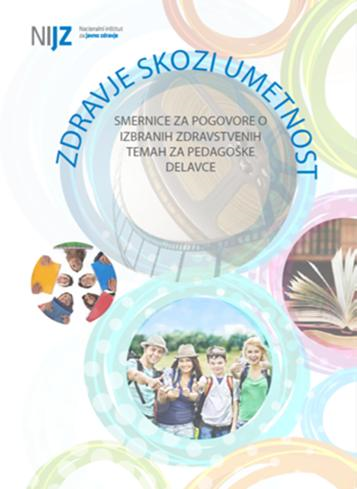 NIJZ Nacionalni inštitut
za javno zdravje
ZDRAVJE SKOZI UMETNOST
SMERNICE ZA POGOVORE O
IZBRANIH ZDRAVSTVENIH
TEMAH ZA PEDAGOŠKE
DELAVCE